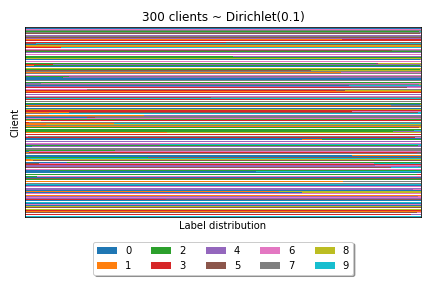 300 clients ~ Dirichlet(0.1)
Client
Label distribution
0 2 4 6 8
1 3 5 7 9